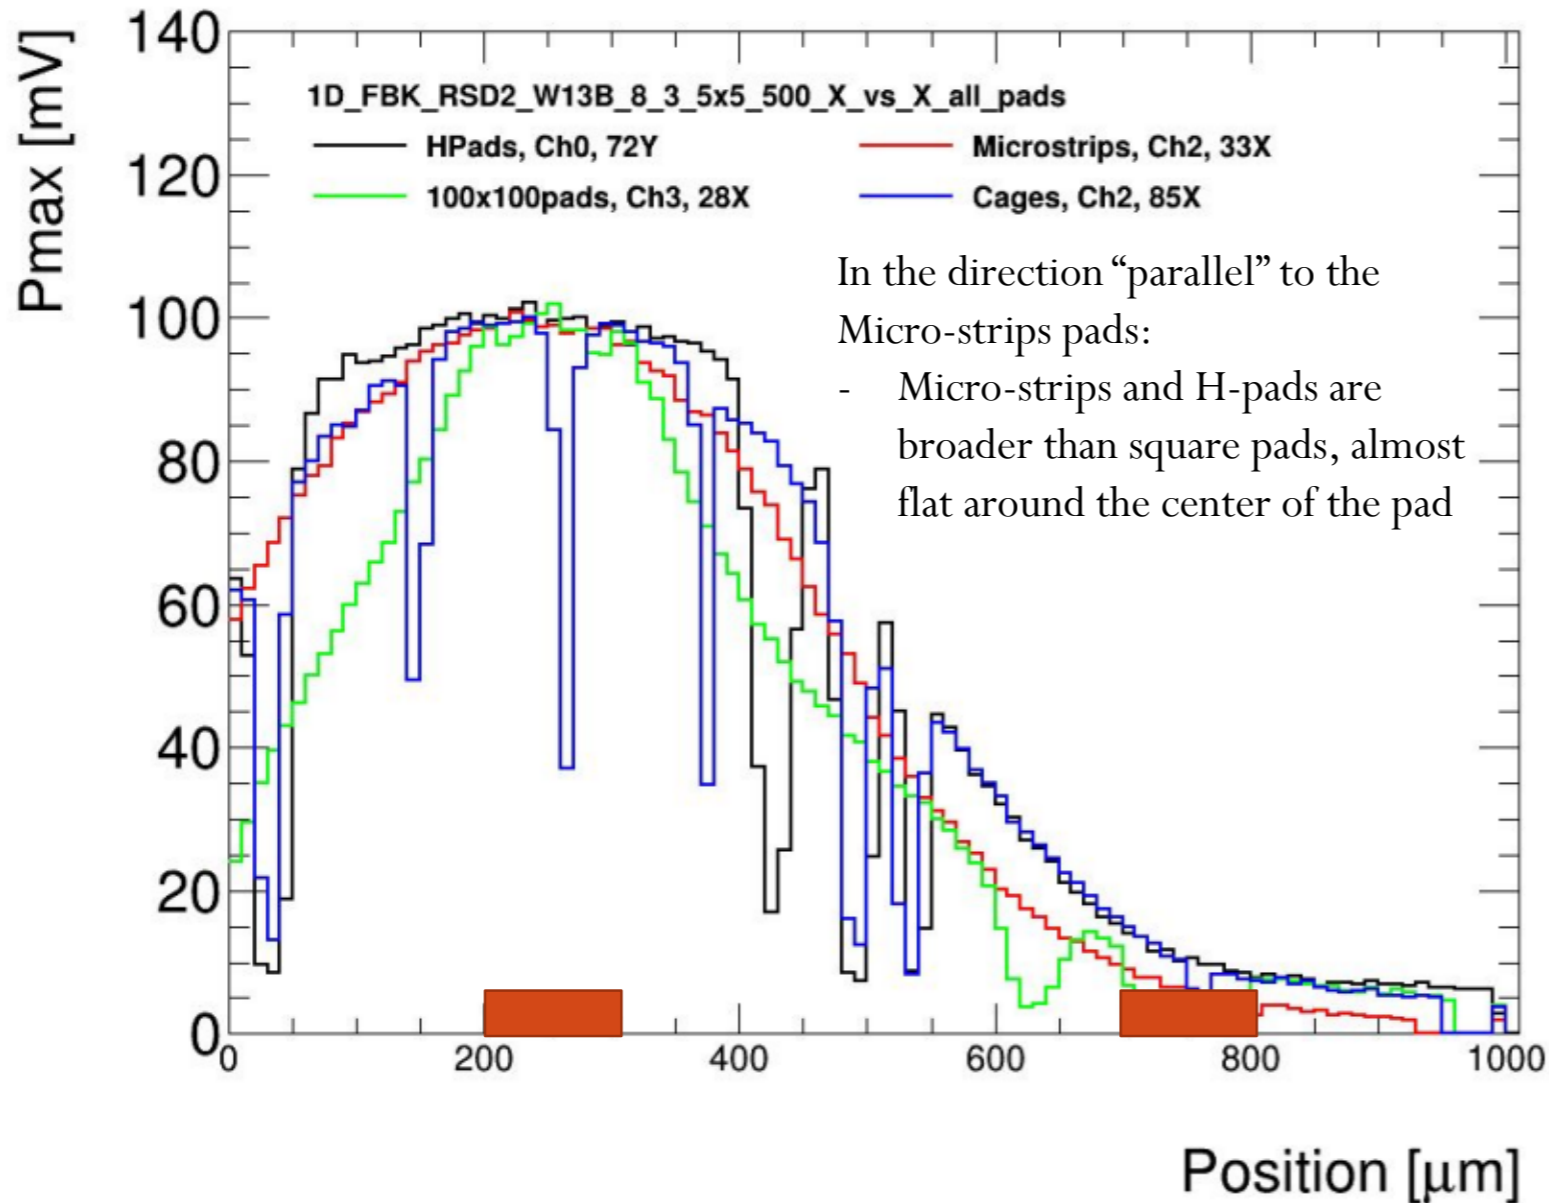 140
120
100
80
60
40
20
0
Pmax [mV]
1D_FBK_RSD2_W13B_8_3_5x5_500_X_vs_X_all_pads
HPads, Ch0, 72Y
Microstrips, Ch2, 33X
100x100pads, Ch3, 28X
Cages, Ch2, 85X
In the direction “parallel” to the
Micro-strips pads:
- Micro-strips and H-pads are
broader than square pads, almost
flat around the center of the pad
0 200 400 600 800 1000
Position [μm]